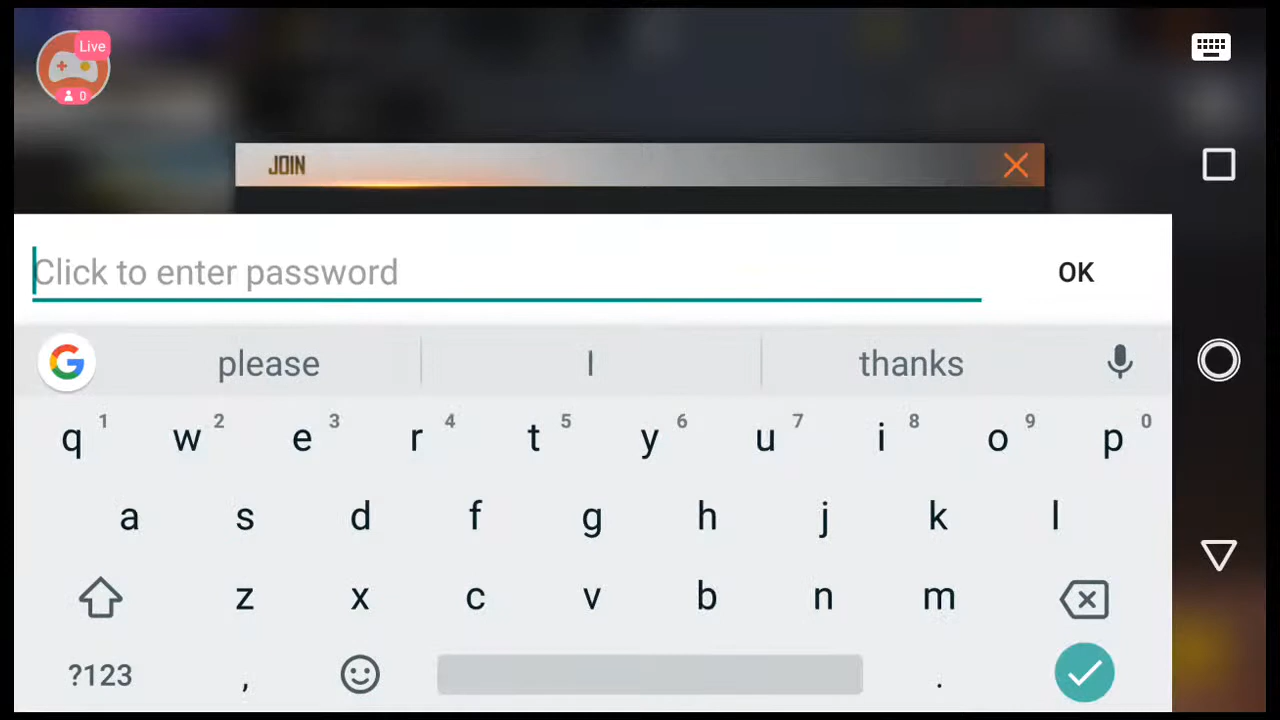 Live
0
JOIN
Click to enter password
OK
G please I thanks
q 1 w 2 e 3 r 4 t 5 y 6 u 7 i 8 o 9 p 0
a s d f g h j k l
z x c v b n m
?123 , .